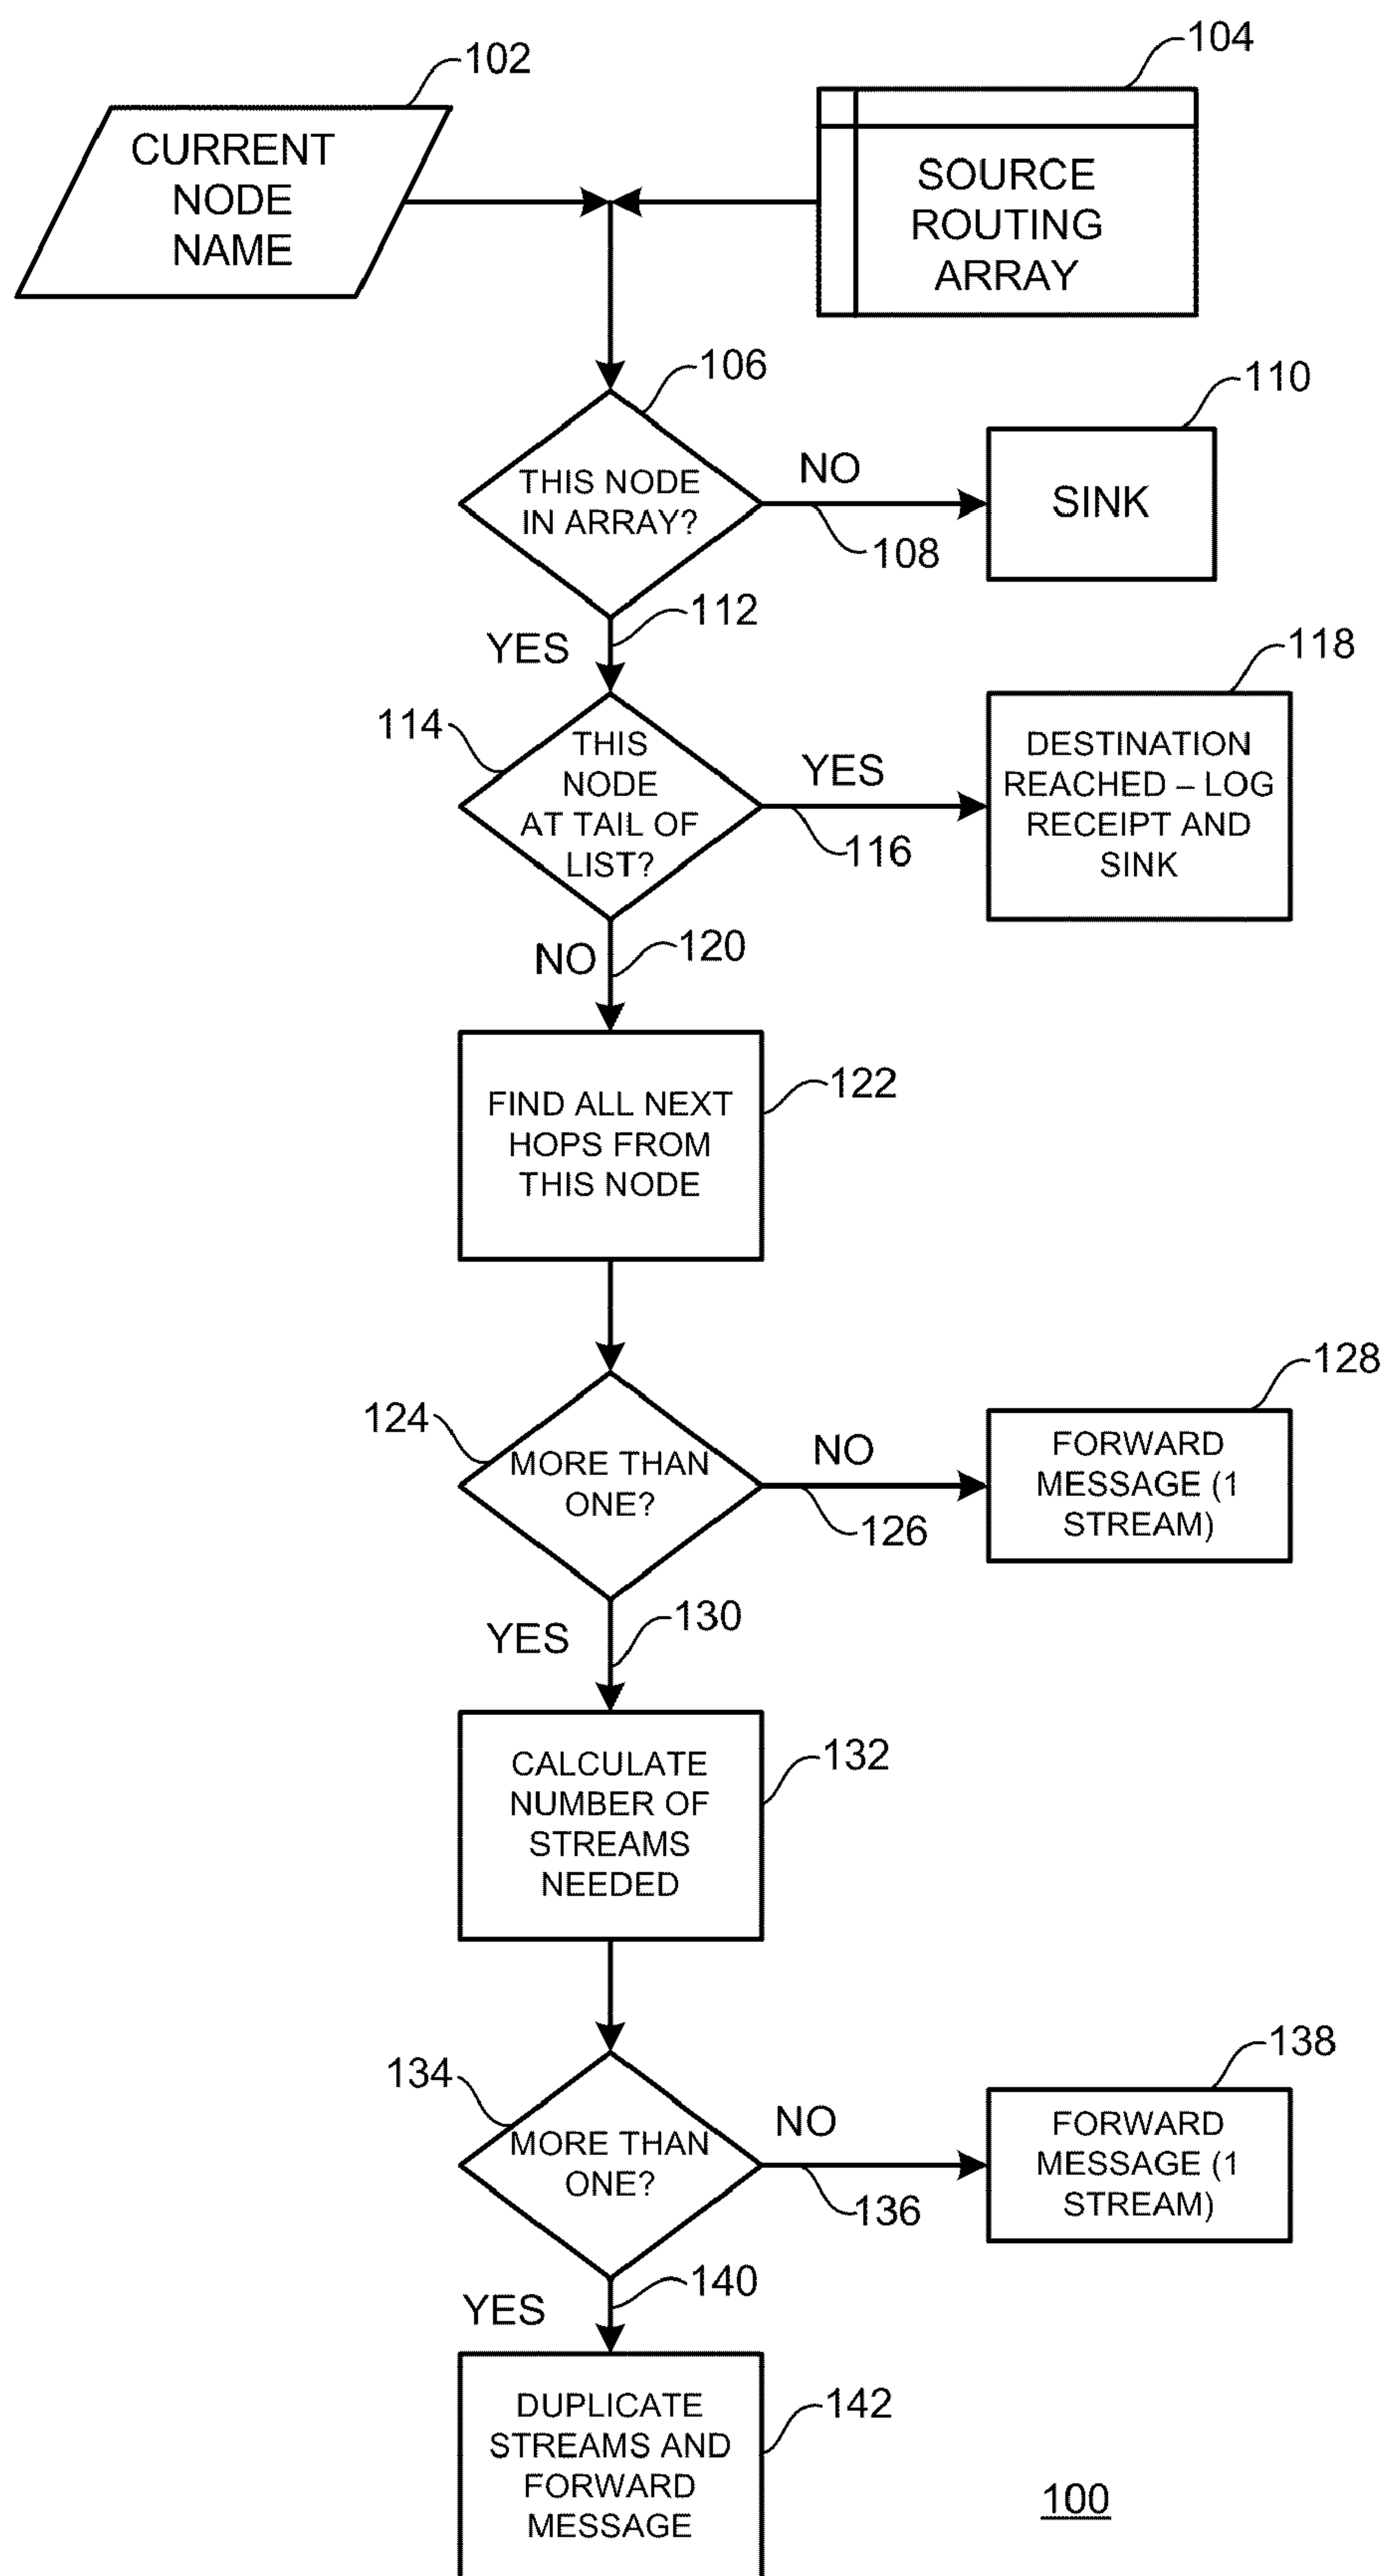 102
104
CURRENT
NODE
NAME
SOURCE
ROUTING
ARRAY
106
110
THIS NODE
IN ARRAY?
NO
SINK
108
112
YES
118
114
THIS
NODE
AT TAIL OF
LIST?
YES
DESTINATION
REACHED – LOG
RECEIPT AND
SINK
116
120
NO
122
FIND ALL NEXT
HOPS FROM
THIS NODE
128
124
MORE THAN
ONE?
NO
FORWARD
MESSAGE (1
STREAM)
126
130
YES
132
CALCULATE
NUMBER OF
STREAMS
NEEDED
138
134
MORE THAN
ONE?
NO
FORWARD
MESSAGE (1
STREAM)
136
140
YES
142
DUPLICATE
STREAMS AND
FORWARD
MESSAGE
100